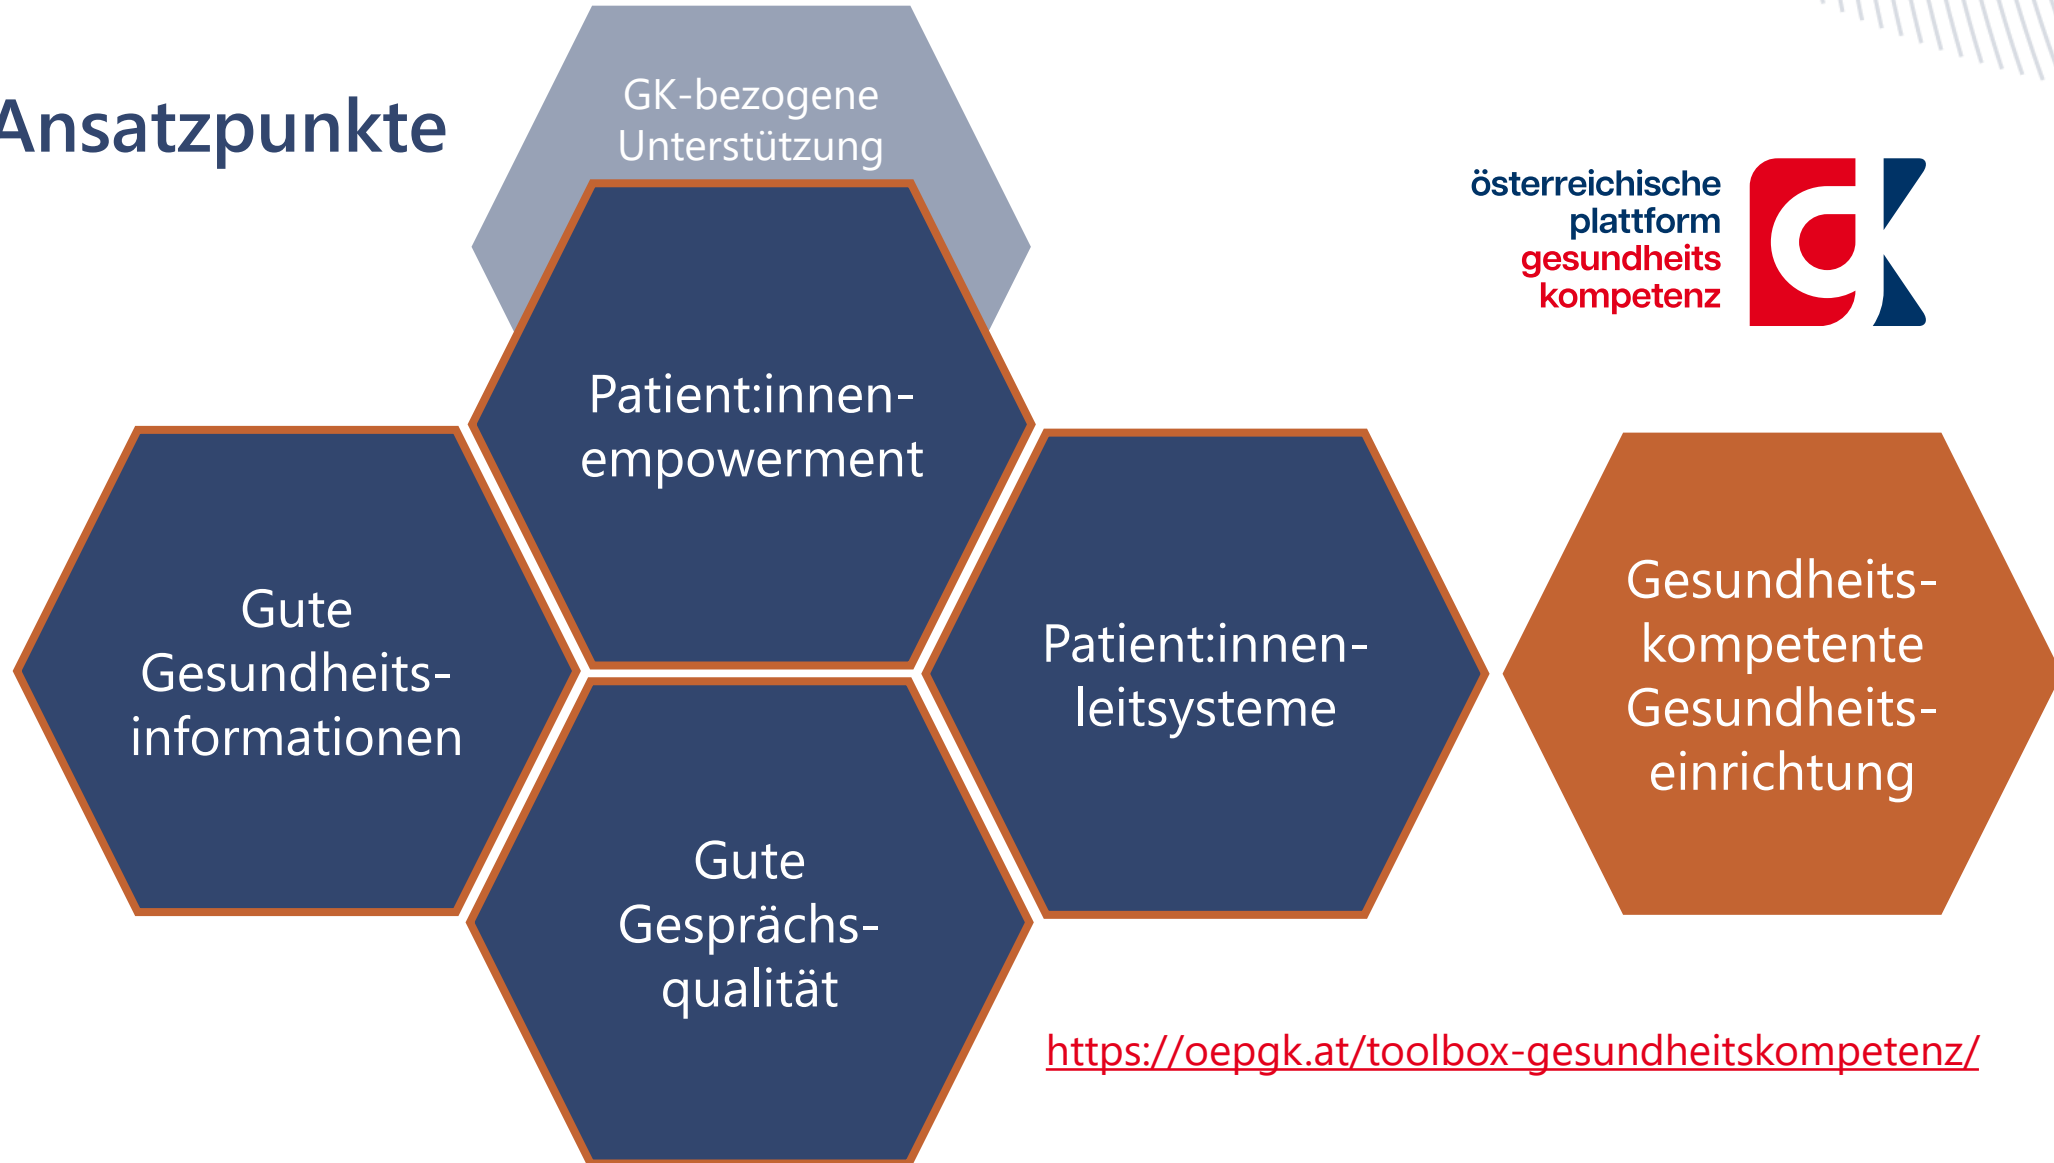 Ansatzpunkte
GK-bezogene
Unterstützung
österreichische
plattform
gesundheits
kompetenz
Patient:innen-
empowerment
Gute
Gesundheits-
informationen
Patient:innen-
leitsysteme
Gesundheits-
kompetente
Gesundheits-
einrichtung
Gute
Gesprächs-
qualität
https://oepgk.at/toolbox-gesundheitskompetenz/